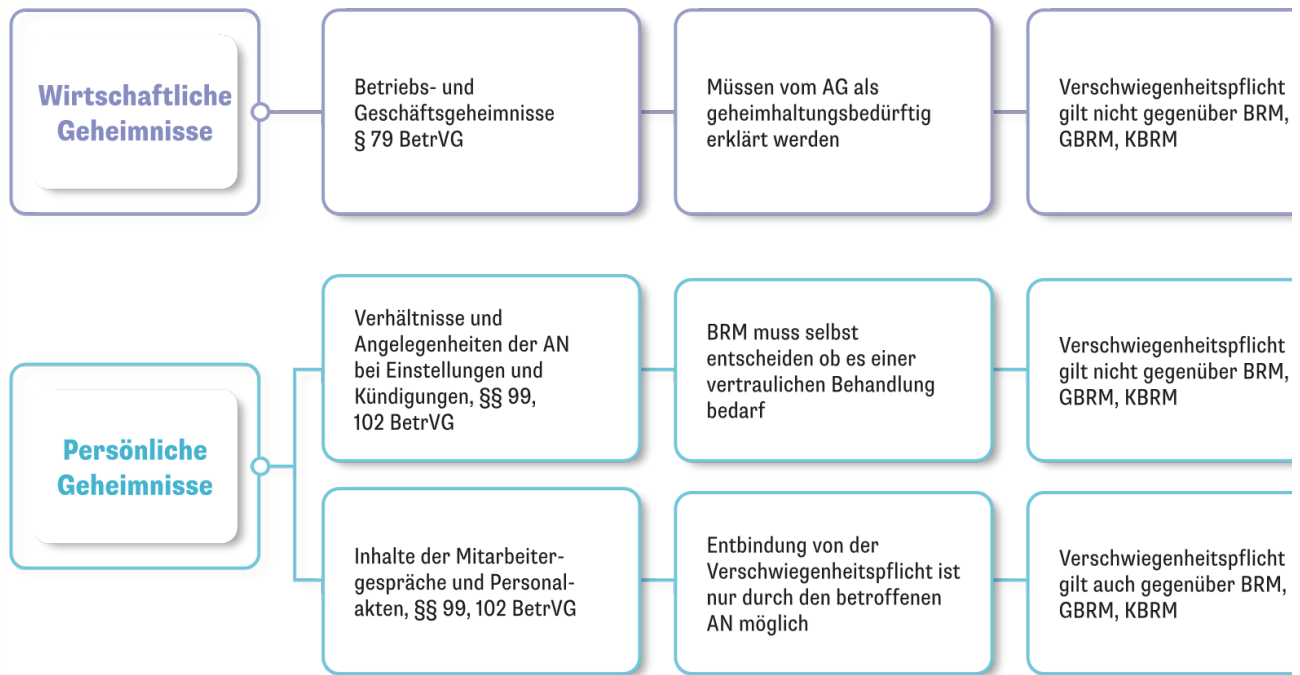 Wirtschaftliche
Geheimnisse
Betriebs- und
Geschäftsgeheimnisse
§ 79 BetrVG
Müssen vom AG als
geheimhaltungsbedürftig
erklärt werden
Verschwiegenheitspflicht
gilt nicht gegenüber BRM,
GBRM, KBRM
Persönliche
Geheimnisse
Verhältnisse und
Angelegenheiten der AN
bei Einstellungen und
Kündigungen, §§ 99,
102 BetrVG
BRM muss selbst
entscheiden ob es einer
vertraulichen Behandlung
bedarf
Verschwiegenheitspflicht
gilt nicht gegenüber BRM,
GBRM, KBRM
Inhalte der Mitarbeiter-
gespräche und Personal-
akten, §§ 99, 102 BetrVG
Entbindung von der
Verschwiegenheitspflicht ist
nur durch den betroffenen
AN möglich
Verschwiegenheitspflicht
gilt auch gegenüber BRM,
GBRM, KBRM